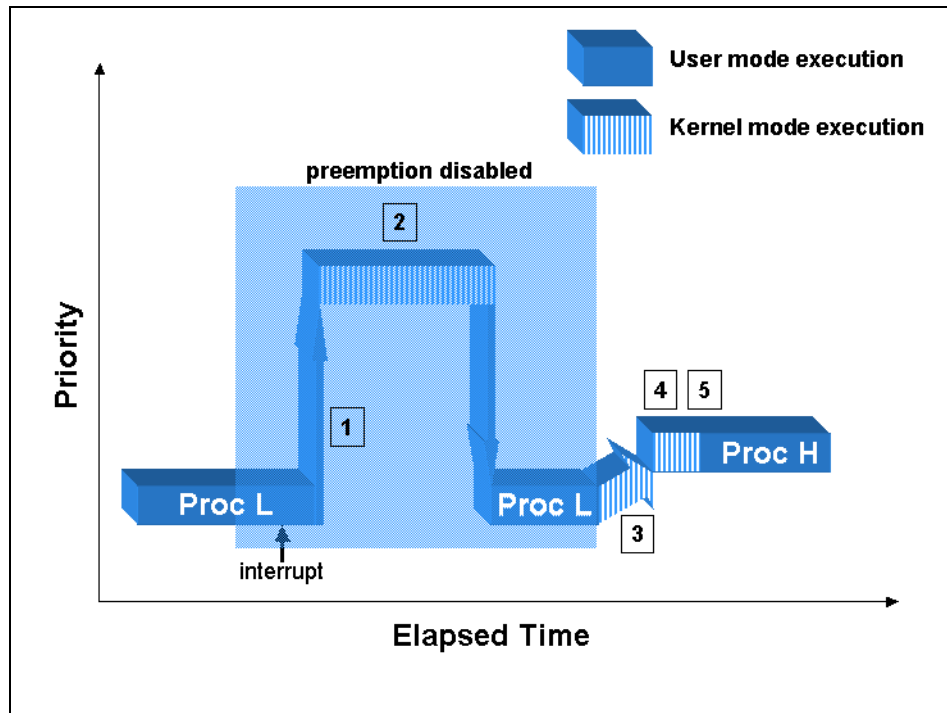 User mode execution
Kernel mode execution
preemption disabled
2
Priority
1
4 5
Proc L
Proc L
Proc H
3
interrupt
Elapsed Time